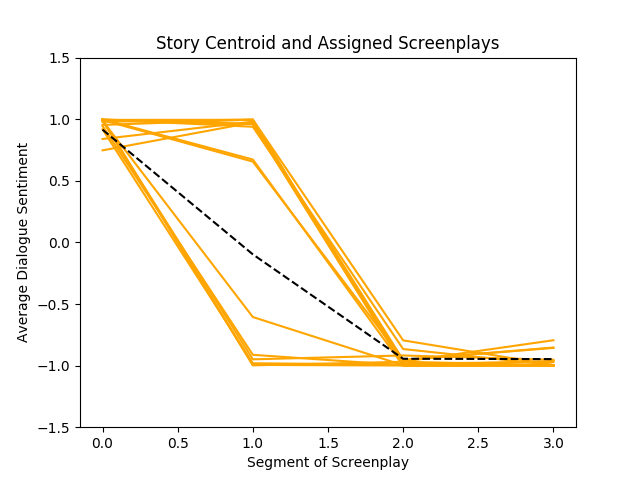 Story Centroid and Assigned Screenplays
1.5
1.0
0.5
0.0
−0.5
−1.0
−1.5
Average Dialogue Sentiment
0.0 0.5 1.0 1.5 2.0 2.5 3.0
Segment of Screenplay